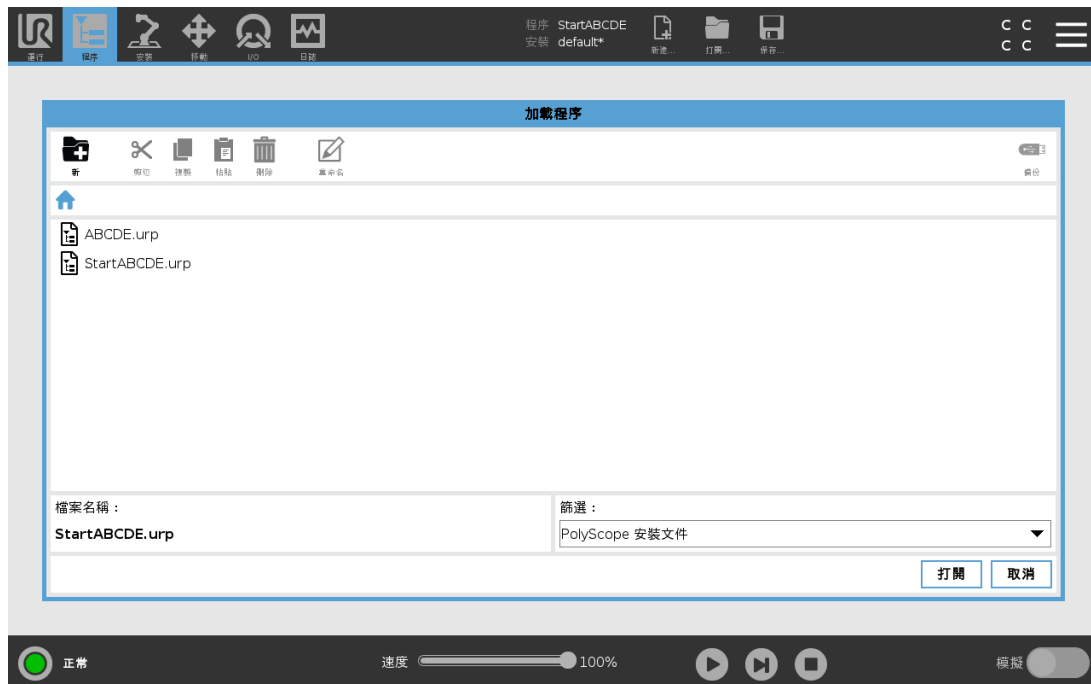 程序 StartABCDE
安裝 default*
新建...
打開...
保存...
C C
C C
運行
程序
安裝
移動
I/O
日誌
加載程序
新
剪切
複製
粘貼
刪除
重命名
備份
ABCDE.urp
StartABCDE.urp
檔案名稱：
StartABCDE.urp
篩選：
PolyScope 安裝文件
打開
取消
正常
速度
100%
模擬